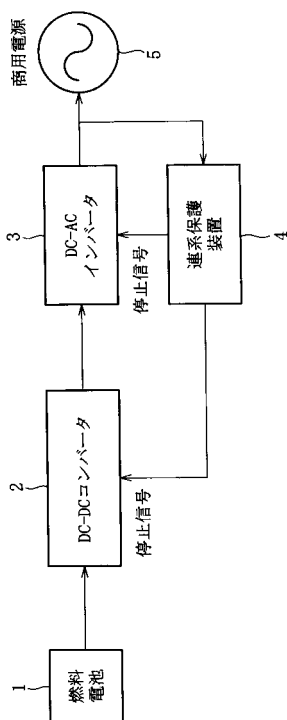 1
燃料
電池
2
DC-DCコンバータ
停止信号
3
DC-AC
インバータ
停止信号
連系保護
装置
4
商用電源
5